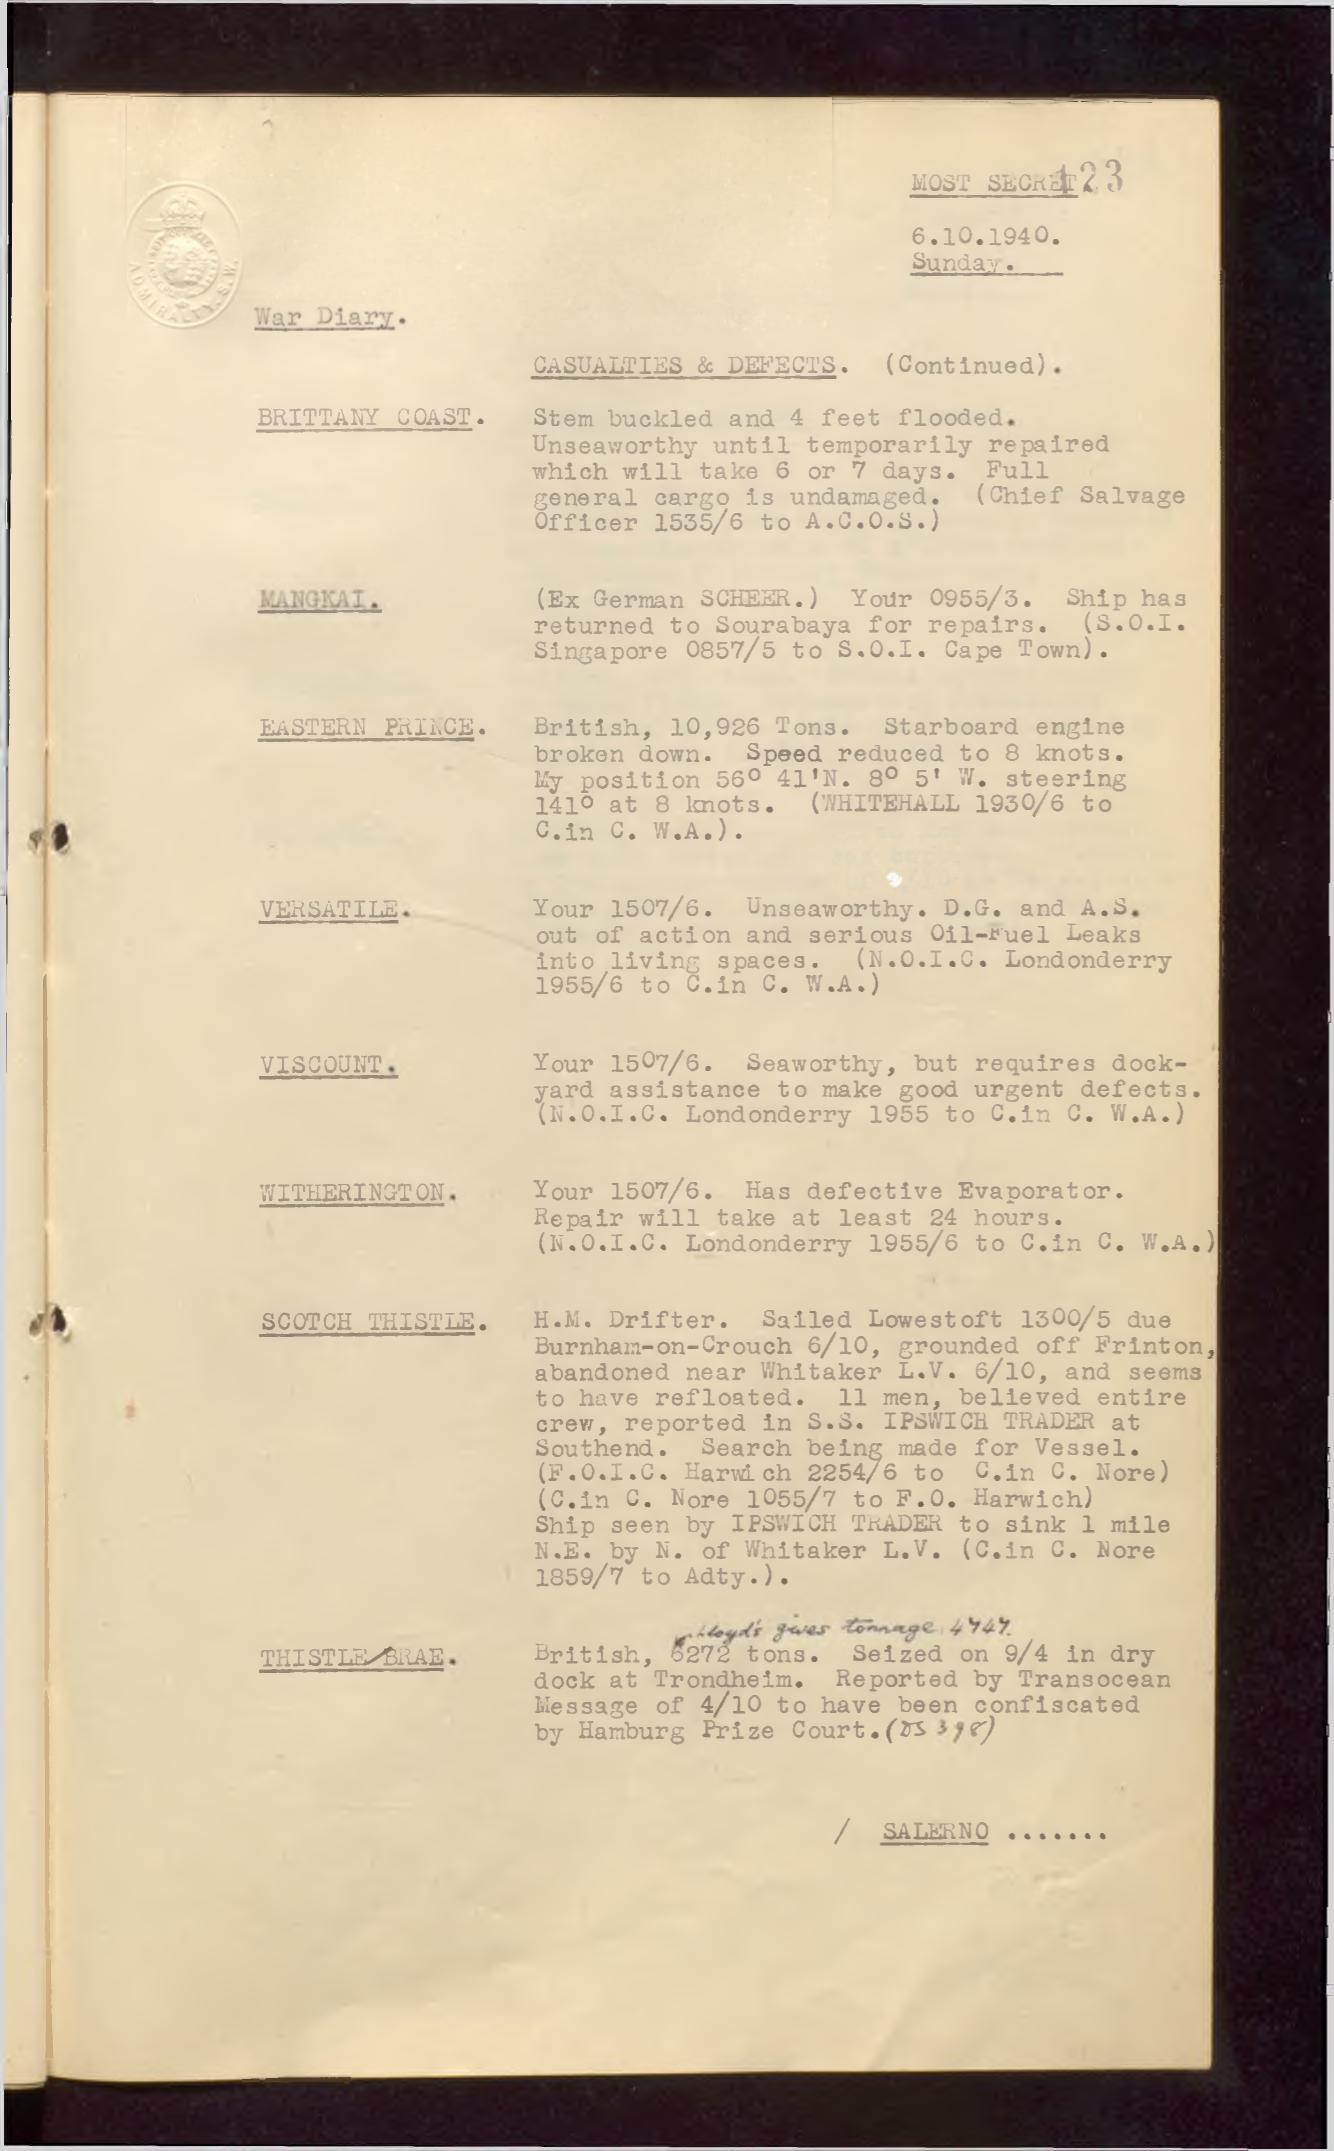 MOST SECRET.
123
6.10.1940.
Sunday.
ADMIRALTY. S.W.
War Diary.
CASUALTIES & DEFECTS. (Continued).
BRITTANY COAST. Stem buckled and 4 feet flooded.
Unseaworthy until temporarily repaired
which will take 6 or 7 days. Full
general cargo is undamaged. (Chief Salvage
Officer 1535/6 to A.C.O.S.)
MANGKAI. (Ex German SCHEER.) Your 0955/3. Ship has
returned to Sourabaya for repairs. (S.O.I.
Singapore 0857/5 to S.O.I. Cape Town).
EASTERN PRINCE. British, 10,926 Tons. Starboard engine
broken down. Speed reduced to 8 knots.
My position 56° 41'N. 8° 5' W. steering
141° at 8 knots. (WHITEHALL 1930/6 to
C.in C. W.A.).
VERSATILE. Your 1507/6. Unseaworthy. D.G. and A.S.
out of action and serious Oil-Fuel Leaks
into living spaces. (N.O.I.C. Londonderry
1955/6 to C.in C. W.A.)
VISCOUNT. Your 1507/6. Seaworthy, but requires dock-
yard assistance to make good urgent defects.
(N.O.I.C. Londonderry 1955 to C.in C. W.A.)
WITHERINGTON. Your 1507/6. Has defective Evaporator.
Repair will take at least 24 hours.
(N.O.I.C. Londonderry 1955/6 to C.in C. W.A.)
SCOTCH THISTLE. H.M. Drifter. Sailed Lowestoft 1300/5 due
Burnham-on-Crouch 6/10, grounded off Frinton,
abandoned near Whitaker L.V. 6/10, and seems
to have refloated. 11 men, believed entire
crew, reported in S.S. IPSWICH TRADER at
Southend. Search being made for Vessel.
(F.O.I.C. Harwich 2254/6 to C.in C. Nore)
(C.in C. Nore 1055/7 to F.O. Harwich)
Ship seen by IPSWICH TRADER to sink 1 mile
N.E. by N. of Whitaker L.V. (C.in C. Nore
1859/7 to Adty.).
Lloyd's gives tonnage 4747.
THISTLE/BRAE. British, 6272 tons. Seized on 9/4 in dry
dock at Trondheim. Reported by Transocean
Message of 4/10 to have been confiscated
by Hamburg Prize Court. (DS 398)
/ SALERNO .......